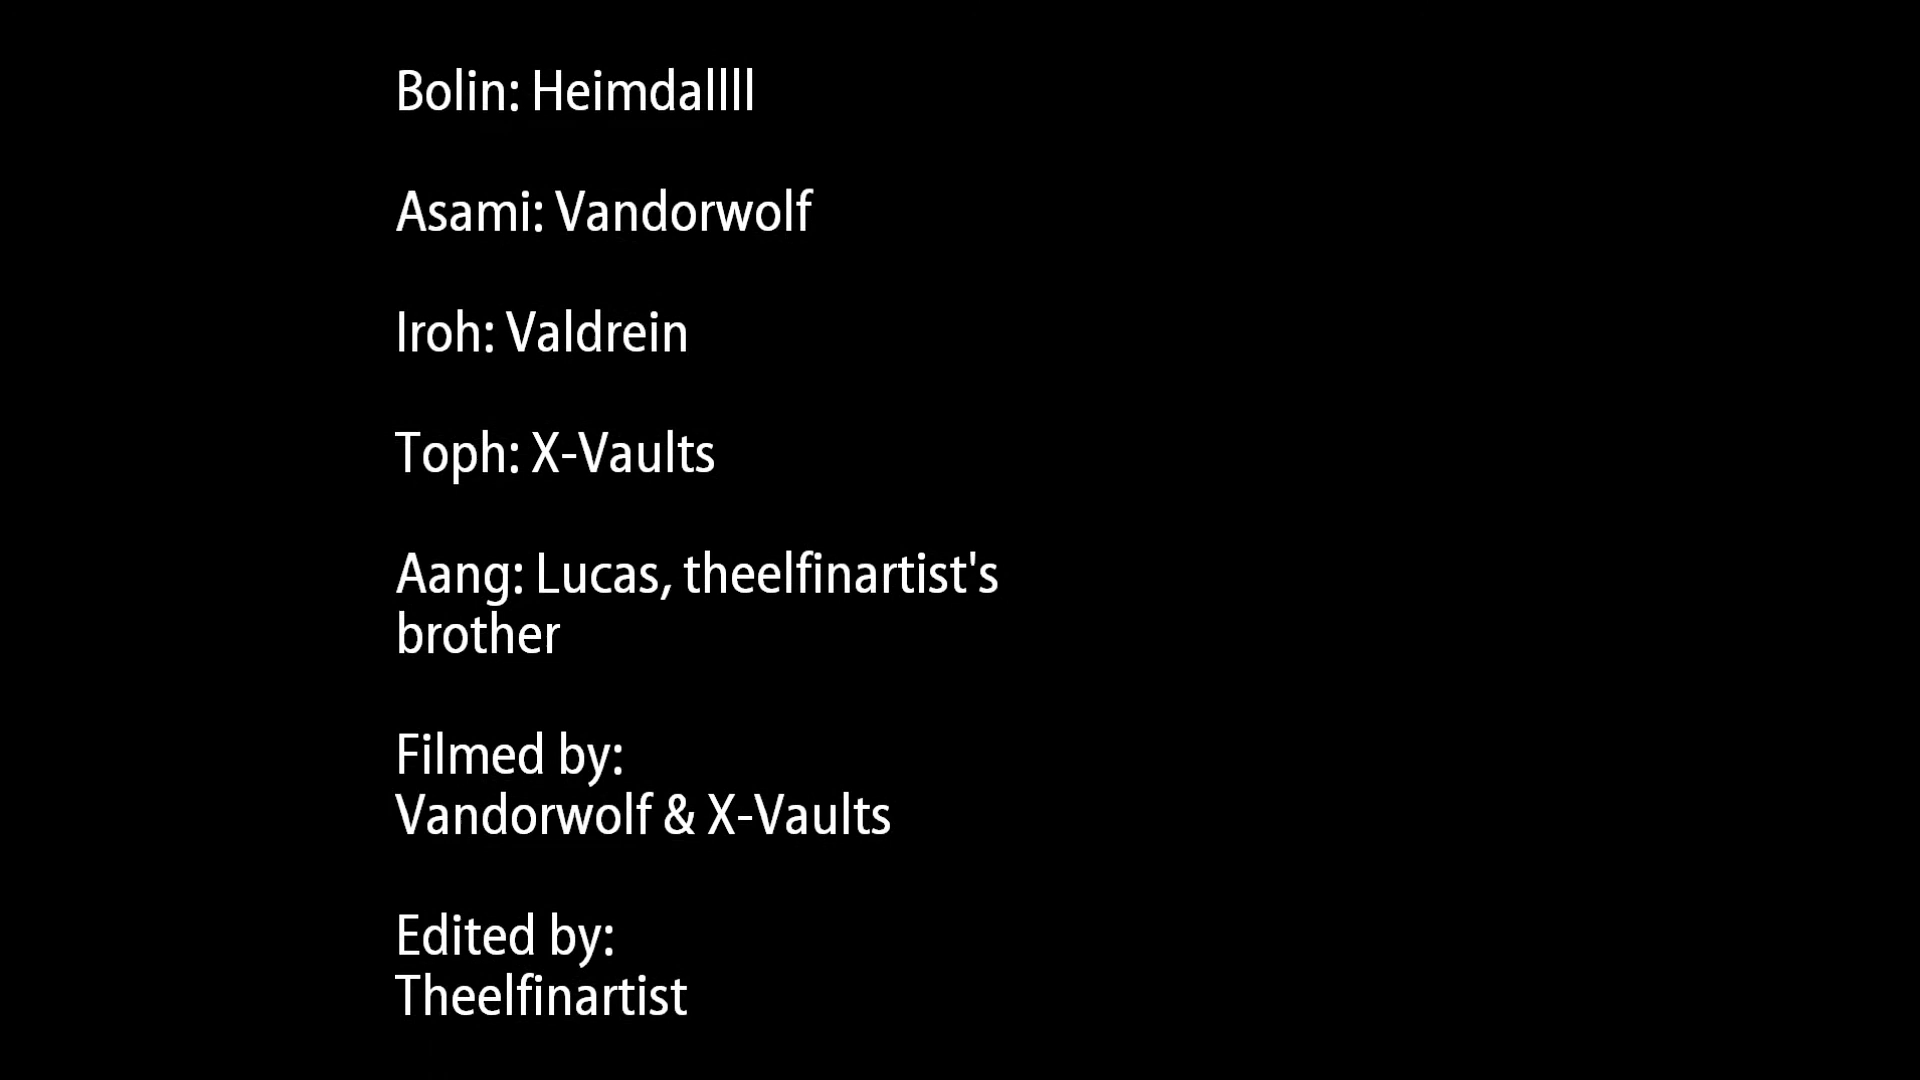 Bolin: Heimdallll
Asami: Vandorwolf
Iroh: Valdrein
Toph: X-Vaults
Aang: Lucas, theelfinartist's
brother
Filmed by:
Vandorwolf & X-Vaults
Edited by:
Theelfinartist